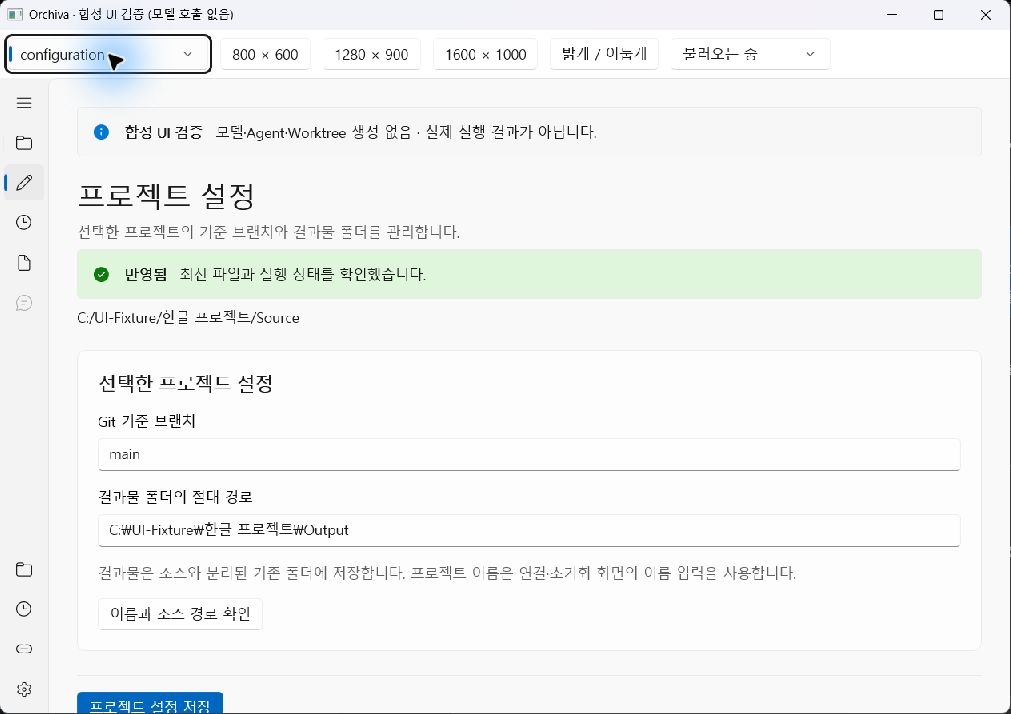 Orchiva · 합성 UI 검증 (모델 호출 없음)
configuration
800 × 600
1280 × 900
1600 × 1000
밝게 / 어둡게
불러오는 중
합성 UI 검증 모델·Agent·Worktree 생성 없음 · 실제 실행 결과가 아닙니다.
프로젝트 설정
선택한 프로젝트의 기준 브랜치와 결과물 폴더를 관리합니다.
반영됨 최신 파일과 실행 상태를 확인했습니다.
C:/UI-Fixture/한글 프로젝트/Source
선택한 프로젝트 설정
Git 기준 브랜치
main
결과물 폴더의 절대 경로
C:₩UI-Fixture₩한글 프로젝트₩Output
결과물은 소스와 분리된 기존 폴더에 저장합니다. 프로젝트 이름은 연결·초기화 화면의 이름 입력을 사용합니다.
이름과 소스 경로 확인
프로젝트 설정 저장